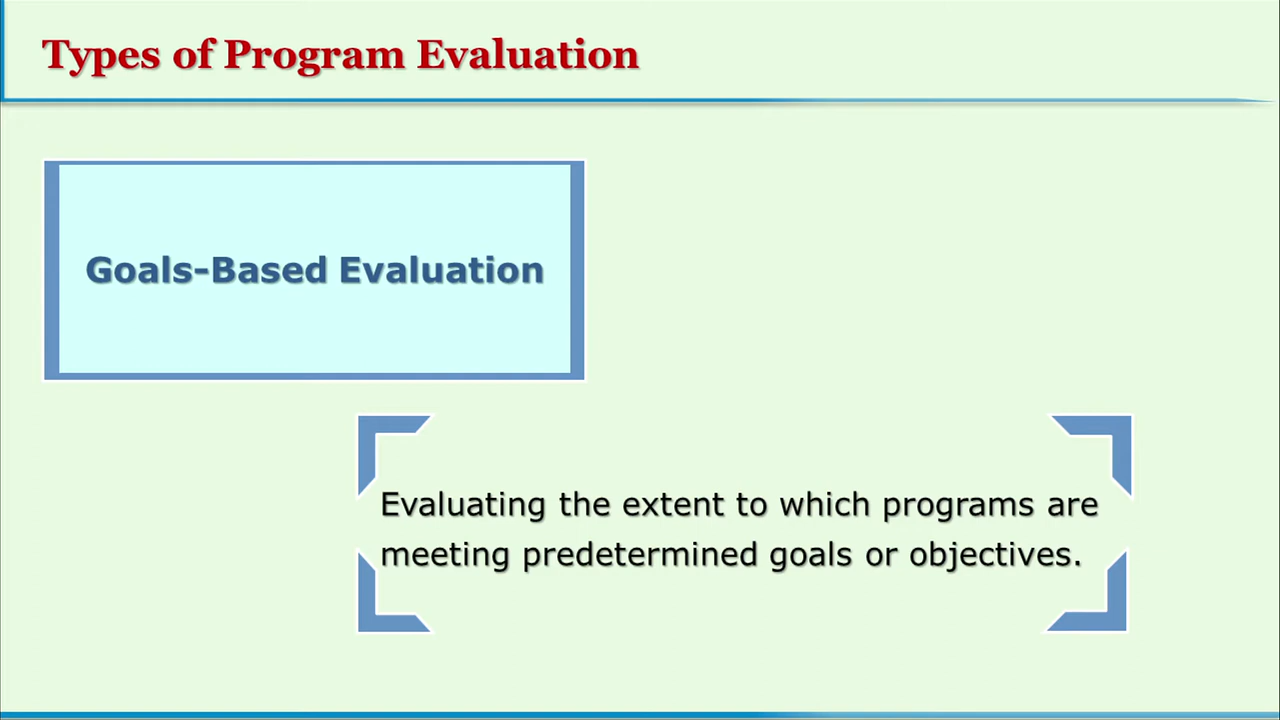 Types of Program Evaluation
Goals-Based Evaluation
Evaluating the extent to which programs are
meeting predetermined goals or objectives.